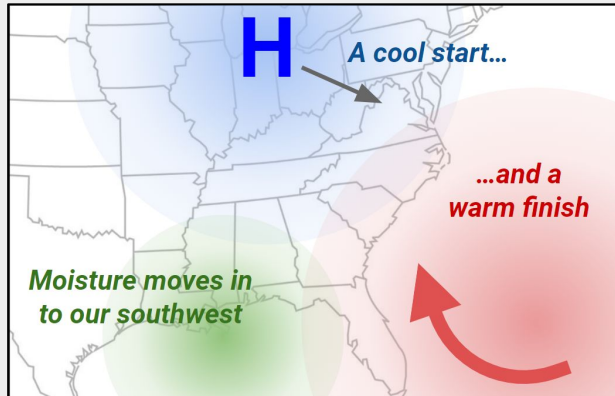 H
A cool start...
...and a
warm finish
Moisture moves in
to our southwest